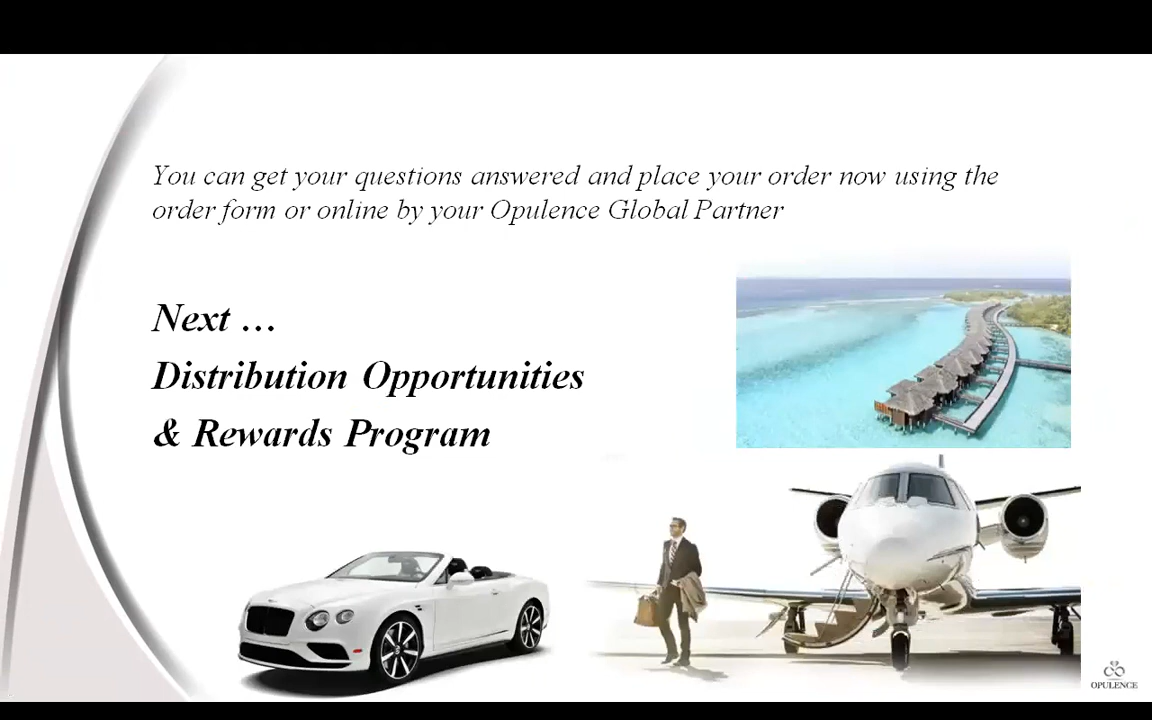 You can get your questions answered and place your order now using the
order form or online by your Opulence Global Partner
Next …
Distribution Opportunities
& Rewards Program
OPULENCE